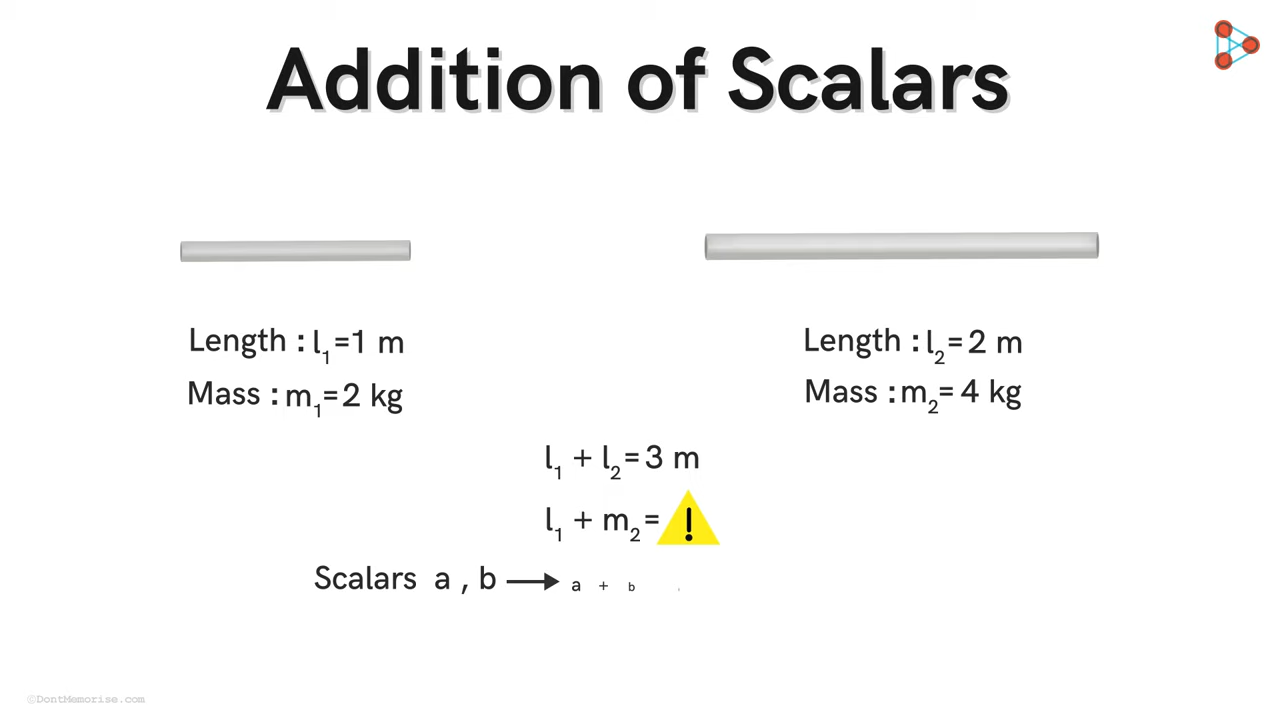 Addition of Scalars
Length : l₁=1 m
Mass : m₁=2 kg
Length : l₂=2 m
Mass : m₂=4 kg
l₁ + l₂=3 m
l₁ + m₂= !
Scalars a , b → a + b
©DontMemorise.com